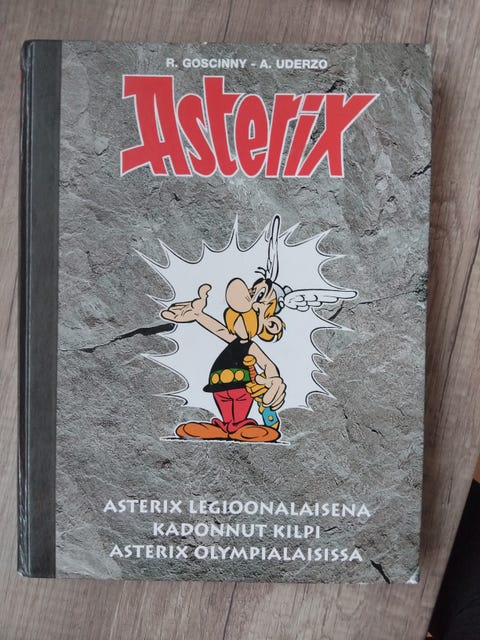 R. GOSCINNY - A. UDERZO
Asterix
ASTERIX LEGIOONALAISENA
KADONNUT KILPI
ASTERIX OLYMPIALAISISSA